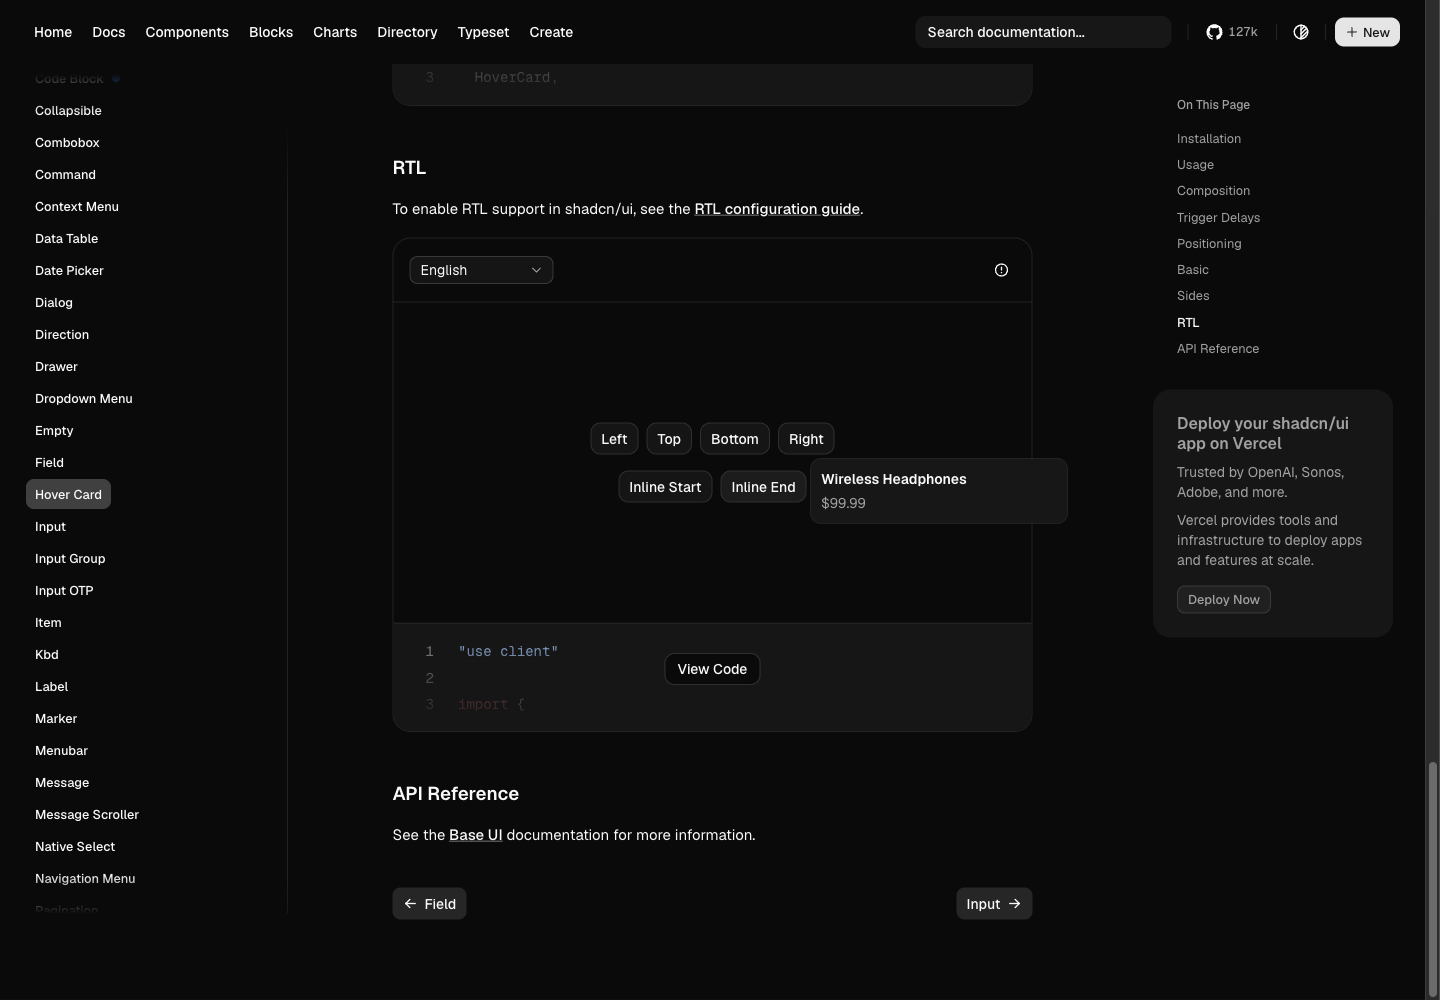 Home
Docs
Components
Blocks
Charts
Directory
Typeset
Create
Search documentation...
127k
New
Code Block
Collapsible
Combobox
Command
Context Menu
Data Table
Date Picker
Dialog
Direction
Drawer
Dropdown Menu
Empty
Field
Hover Card
Input
Input Group
Input OTP
Item
Kbd
Label
Marker
Menubar
Message
Message Scroller
Native Select
Navigation Menu
Pagination
3 HoverCard,
RTL
To enable RTL support in shadcn/ui, see the RTL configuration guide.
English
Left
Top
Bottom
Right
Inline Start
Inline End
Wireless Headphones
$99.99
1 "use client"
2
3 import {
View Code
API Reference
See the Base UI documentation for more information.
Field
Input
On This Page
Installation
Usage
Composition
Trigger Delays
Positioning
Basic
Sides
RTL
API Reference
Deploy your shadcn/ui
app on Vercel
Trusted by OpenAI, Sonos,
Adobe, and more.
Vercel provides tools and
infrastructure to deploy apps
and features at scale.
Deploy Now